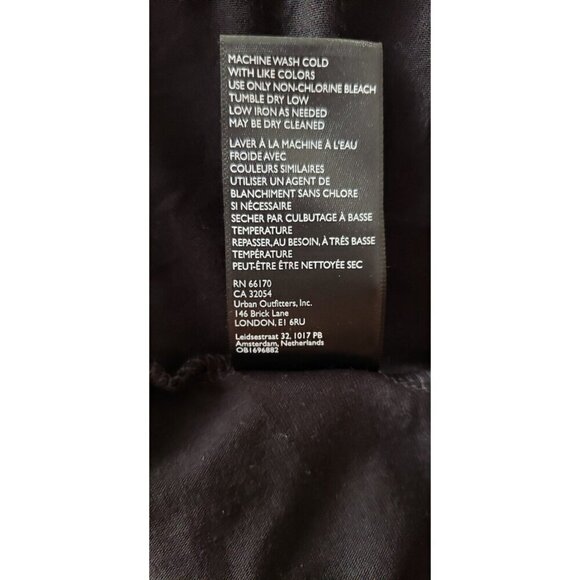 MACHINE WASH COLD
WITH LIKE COLORS
USE ONLY NON-CHLORINE BLEACH
TUMBLE DRY LOW
LOW IRON AS NEEDED
MAY BE DRY CLEANED
LAVER À LA MACHINE À L'EAU
FROIDE AVEC
COULEURS SIMILAIRES
UTILISER UN AGENT DE
BLANCHIMENT SANS CHLORE
SI NÉCESSAIRE
SECHER PAR CULBUTAGE À BASSE
TEMPERATURE
REPASSER, AU BESOIN, À TRÉS BASSE
TEMPÉRATURE
PEUT-ÊTRE ÊTRE NETTOYÉE SEC
RN 66170
CA 32054
Urban Outfitters, Inc.
146 Brick Lane
LONDON, E1 6RU
Leidsestraat 32, 1017 PB
Amsterdam, Netherlands
OB1696882